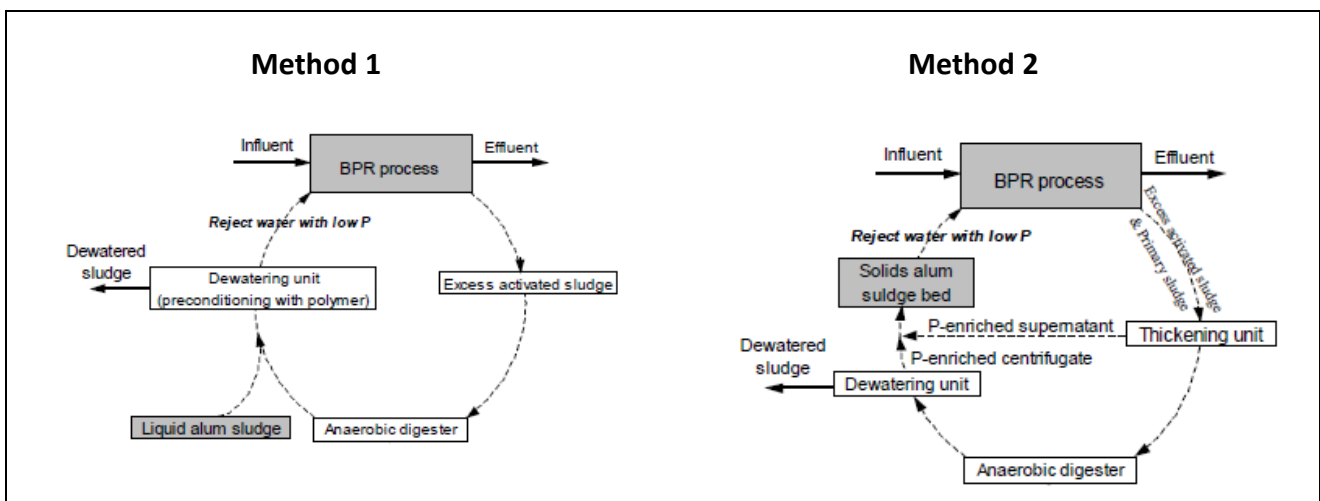 Method 1
Influent
Effluent
BPR process
Reject water with low P
Dewatered
sludge
Dewatering unit
(preconditioning with polymer)
Excess activated sludge
Liquid alum sludge
Anaerobic digester
Method 2
Influent
Effluent
BPR process
Excess activated sludge
& Primary sludge
Reject water with low P
Solids alum
suldge bed
P-enriched supernatant
Thickening unit
P-enriched centrifugate
Dewatered
sludge
Dewatering unit
Anaerobic digester